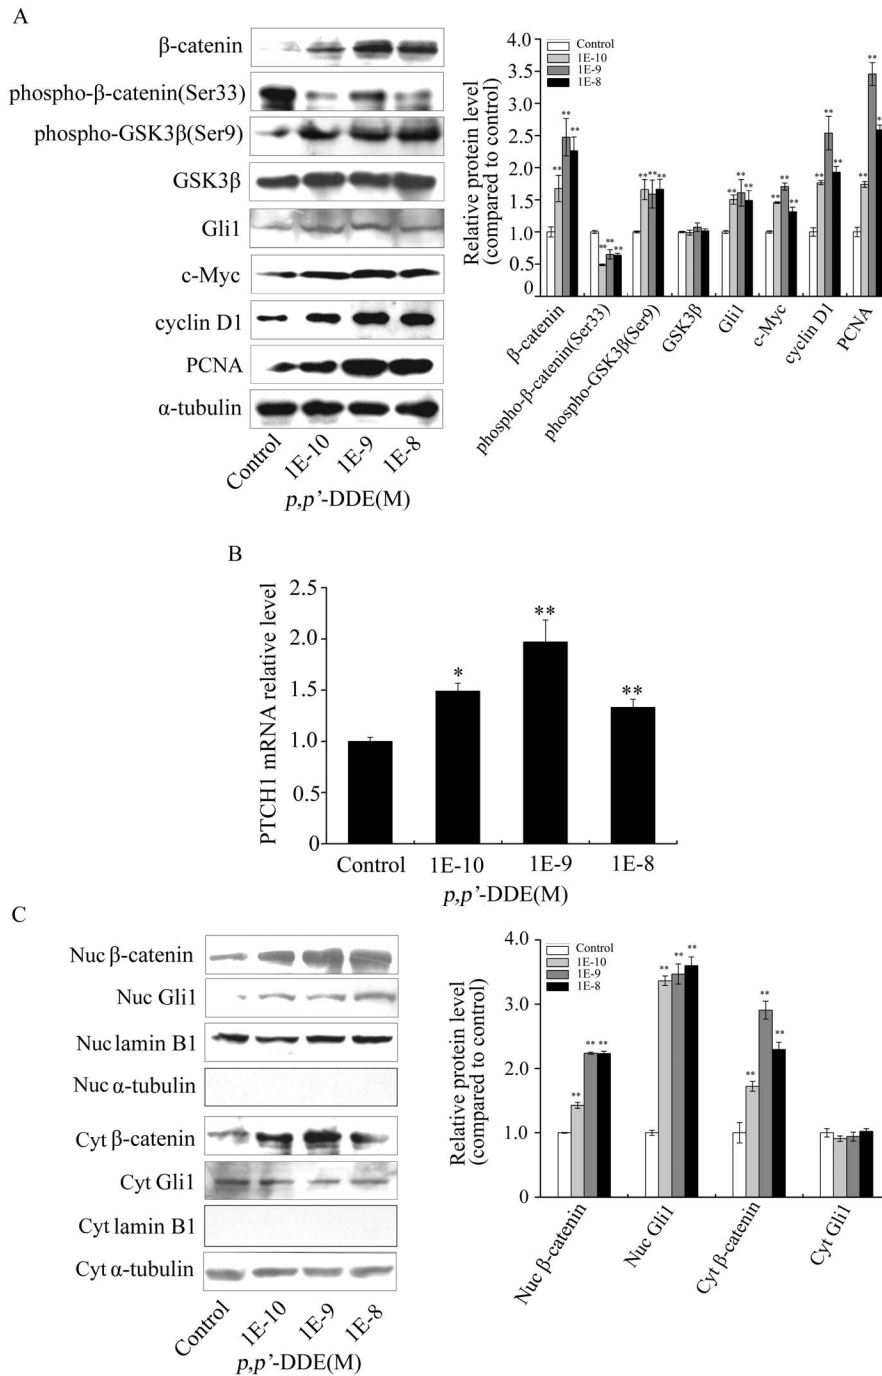 A
β-catenin
phospho-β-catenin(Ser33)
phospho-GSK3β(Ser9)
GSK3β
Gli1
c-Myc
cyclin D1
PCNA
α-tubulin
Control
1E-10
1E-9
1E-8
p,p’-DDE(M)
Relative protein level
(compared to control)
4.0
3.5
3.0
2.5
2.0
1.5
1.0
0.5
0
Control
1E-10
1E-9
1E-8
** ** **
** ** **
** ** **
** ** **
** ** **
** ** **
** ** *
β-catenin
phospho-β-catenin(Ser33)
phospho-GSK3β(Ser9)
GSK3β
Gli1
c-Myc
cyclin D1
PCNA
B
PTCH1 mRNA relative level
2.5
2.0
1.5
1.0
0.5
0
* ** **
Control 1E-10 1E-9 1E-8
p,p’-DDE(M)
C
Nuc β-catenin
Nuc Gli1
Nuc lamin B1
Nuc α-tubulin
Cyt β-catenin
Cyt Gli1
Cyt lamin B1
Cyt α-tubulin
Control
1E-10
1E-9
1E-8
p,p’-DDE(M)
Relative protein level
(compared to control)
4.0
3.0
2.0
1.0
0
Control
1E-10
1E-9
1E-8
** ** **
** ** **
** ** **
Nuc β-catenin
Nuc Gli1
Cyt β-catenin
Cyt Gli1